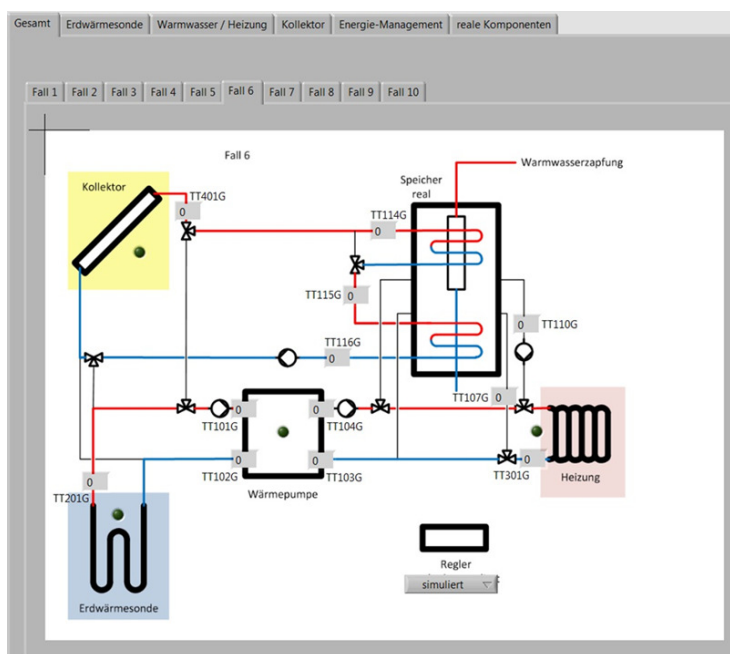 Gesamt Erdwärmesonde Warmwasser / Heizung Kollektor Energie-Management reale Komponenten
Fall 1 Fall 2 Fall 3 Fall 4 Fall 5 Fall 6 Fall 7 Fall 8 Fall 9 Fall 10
Fall 6
Warmwasserzapfung
Kollektor
Speicher
real
TT401G
0
TT114G
0
TT115G
0
TT110G
0
TT116G
0
TT107G
0
TT101G
0
TT104G
0
TT102G
0
TT103G
0
TT301G
0
TT201G
0
Wärmepumpe
Heizung
Erdwärmesonde
Regler
simuliert